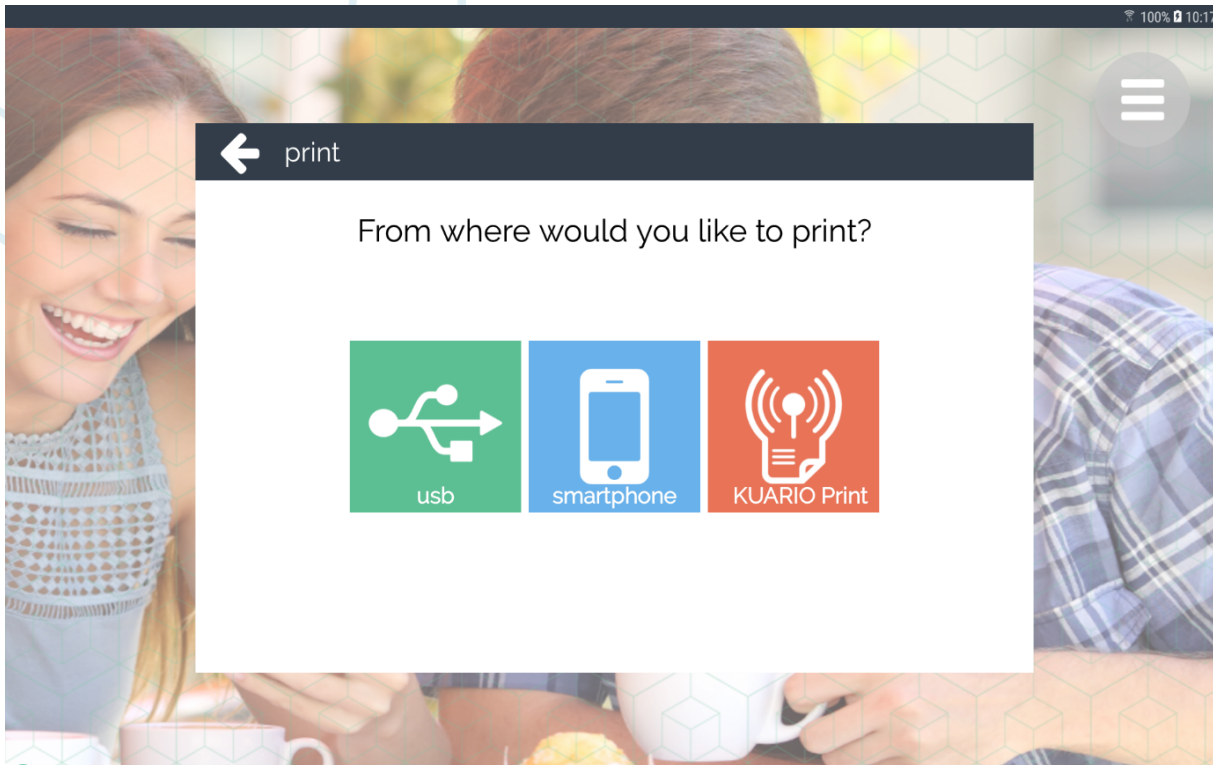 100% 10:17
print
From where would you like to print?
usb
smartphone
KUARIO Print